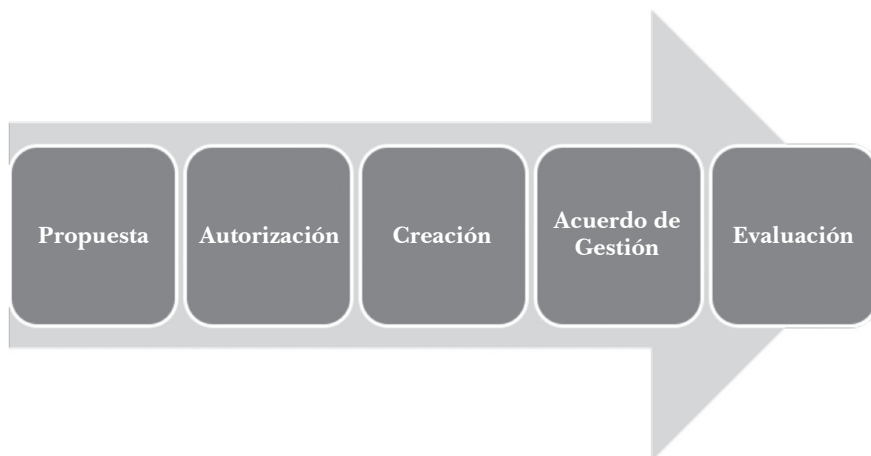 Propuesta
Autorización
Creación
Acuerdo de
Gestión
Evaluación